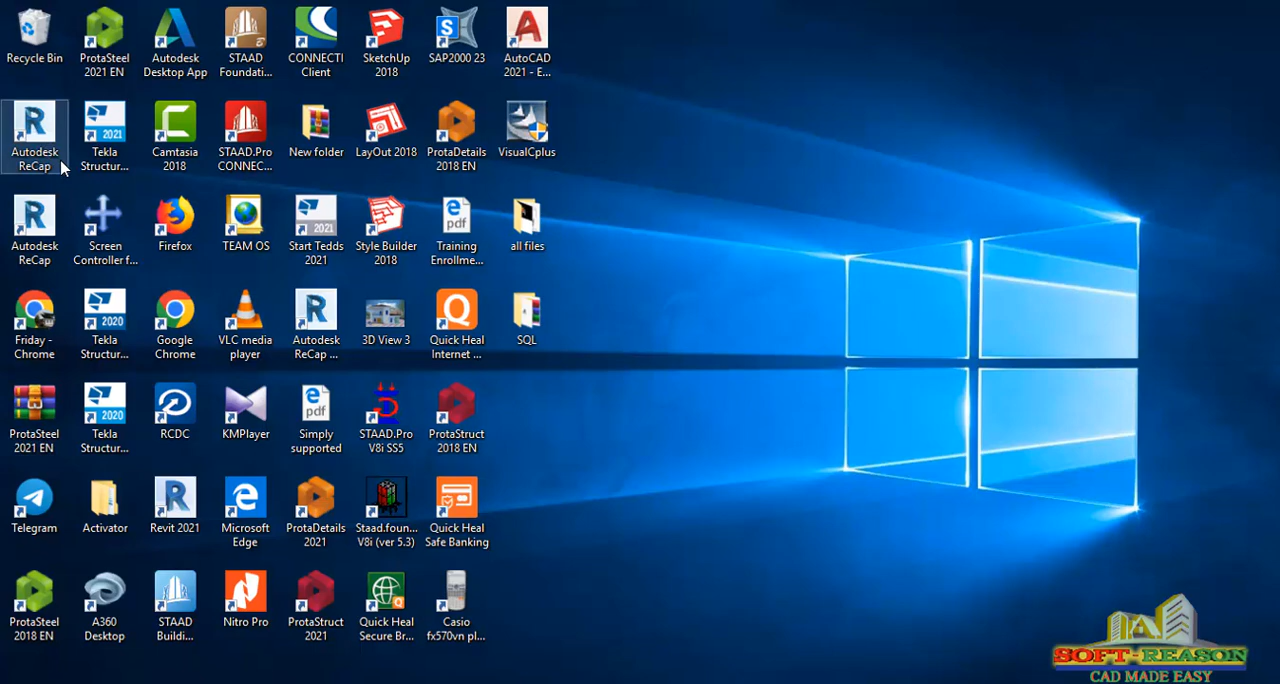 Recycle Bin
ProtaSteel
2021 EN
Autodesk
Desktop App
STAAD
Foundati...
CONNECTI
Client
SketchUp
2018
SAP2000 23
AutoCAD
2021 - E...
Autodesk
ReCap
2021
Tekla
Structur...
Camtasia
2018
STAAD.Pro
CONNEC...
New folder
LayOut 2018
ProtaDetails
2018 EN
VisualCplus
Autodesk
ReCap
Screen
Controller f...
Firefox
TEAM OS
2021
Start Tedds
2021
Style Builder
2018
pdf
Training
Enrollme...
all files
Friday -
Chrome
2020
Tekla
Structur...
Google
Chrome
VLC media
player
Autodesk
ReCap ...
3D View 3
Quick Heal
Internet ...
SQL
ProtaSteel
2021 EN
2020
Tekla
Structur...
RCDC
KMPlayer
pdf
Simply
supported
STAAD.Pro
V8i SS5
ProtaStruct
2018 EN
Telegram
Activator
Revit 2021
Microsoft
Edge
ProtaDetails
2021
Staad.foun...
V8i (ver 5.3)
Quick Heal
Safe Banking
ProtaSteel
2018 EN
A360
Desktop
STAAD
Buildi...
Nitro Pro
ProtaStruct
2021
Quick Heal
Secure Br...
Casio
fx570vn pl...
SOFT-REASON
CAD MADE EASY